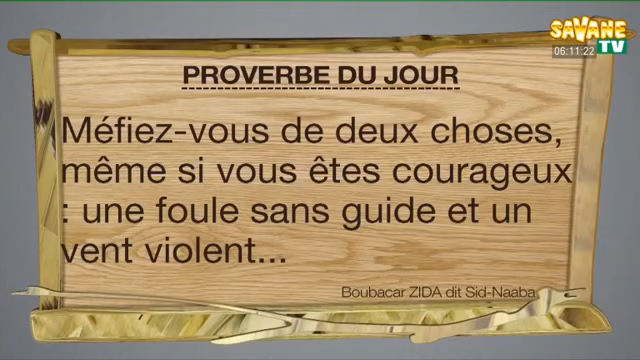 SAVANE
TV
06:11:22
PROVERBE DU JOUR
Méfiez-vous de deux choses,
même si vous êtes courageux
: une foule sans guide et un
vent violent...
Boubacar ZIDA dit Sid-Naaba